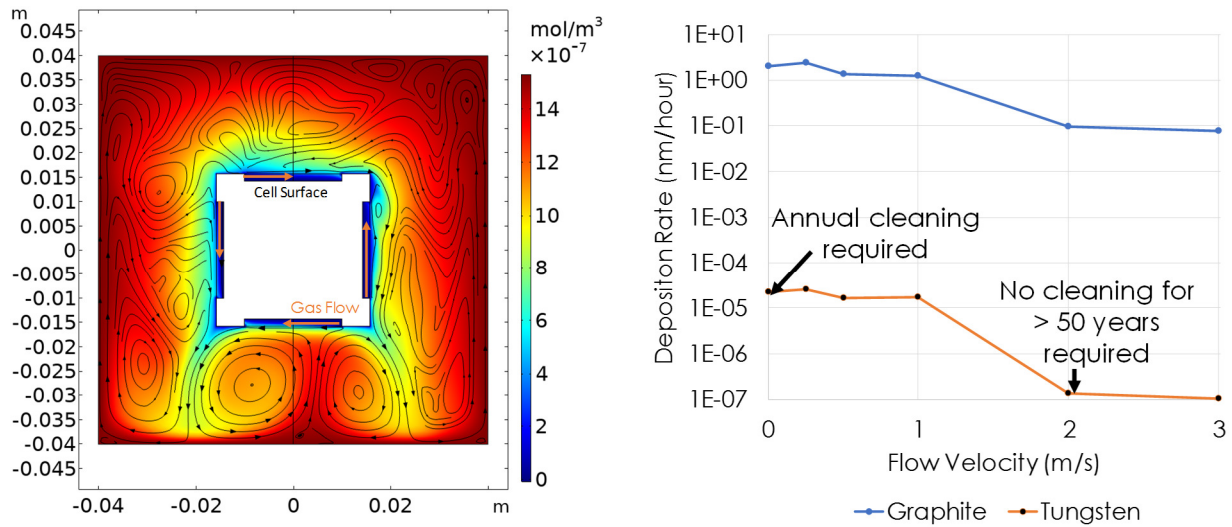 m
0.045
0.04
0.035
0.03
0.025
0.02
0.015
0.01
0.005
0
-0.005
-0.01
-0.015
-0.02
-0.025
-0.03
-0.035
-0.04
-0.045
-0.04
-0.02
0
0.02
m
Cell Surface
Gas Flow
mol/m³
×10⁻⁷
14
12
10
8
6
4
2
0
Deposition Rate (nm/hour)
1E+01
1E+00
1E-01
1E-02
1E-03
1E-04
1E-05
1E-06
1E-07
Annual cleaning
required
No cleaning for
> 50 years
required
0
1
2
3
Flow Velocity (m/s)
Graphite
Tungsten